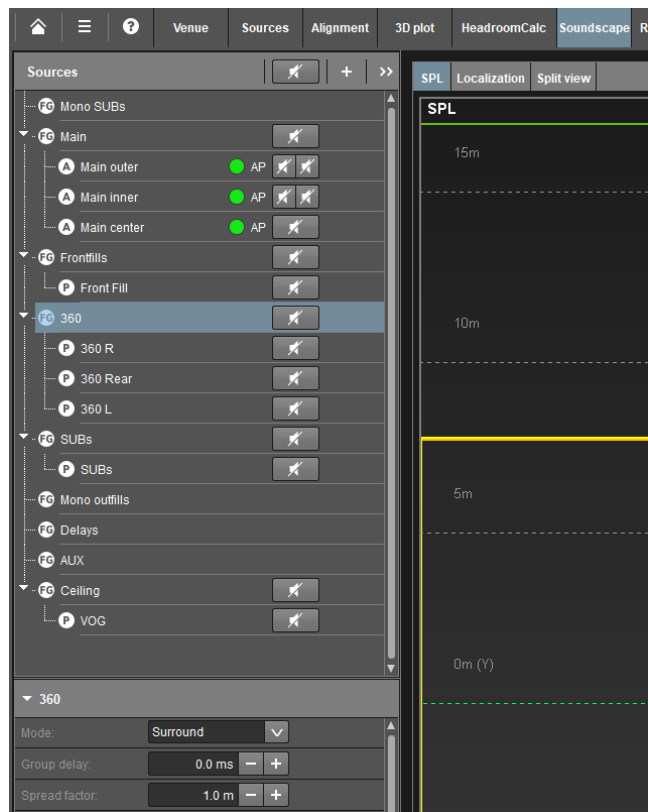 ? Venue Sources Alignment 3D plot HeadroomCalc Soundscape R
Sources + >>
SPL Localization Split view
SPL
FG Mono SUBs
FG Main
A Main outer AP
A Main inner AP
A Main center AP
FG Frontfills
P Front Fill
FG 360
P 360 R
P 360 Rear
P 360 L
FG SUBs
P SUBs
FG Mono outfills
FG Delays
FG AUX
FG Ceiling
P VOG
15m
10m
5m
0m (Y)
360
Mode: Surround
Group delay: 0.0 ms − +
Spread factor: 1.0 m − +